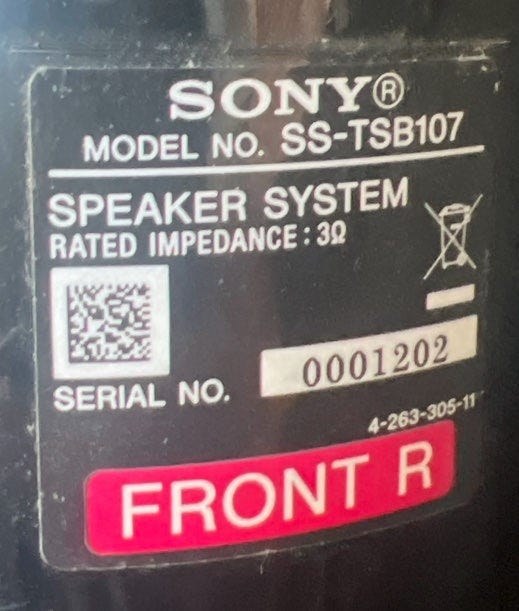 SONY®
MODEL NO. SS-TSB107
SPEAKER SYSTEM
RATED IMPEDANCE : 3Ω
SERIAL NO. 0001202
4-263-305-11
FRONT R